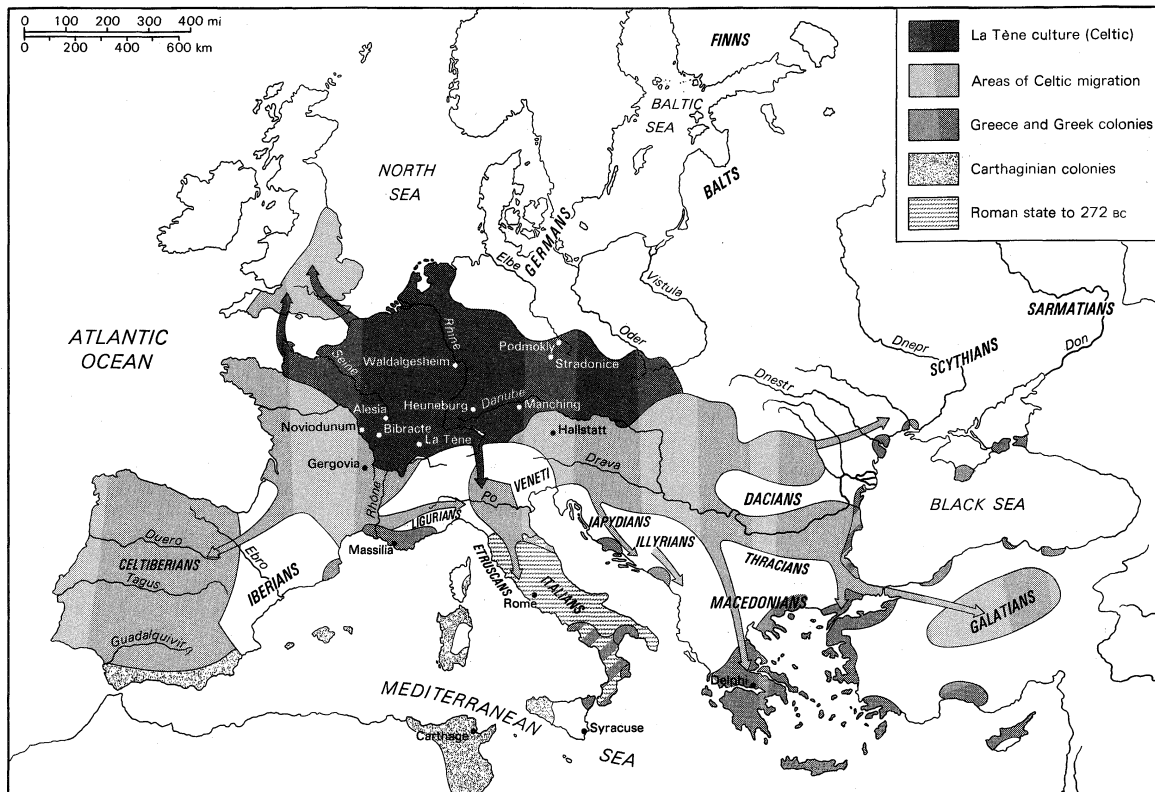 0 100 200 300 400 mi
0 200 400 600 km
La Tène culture (Celtic)
Areas of Celtic migration
Greece and Greek colonies
Carthaginian colonies
Roman state to 272 BC
FINNS
BALTIC
SEA
NORTH
SEA
BALTS
GERMANS
Elbe
Vistula
Oder
SARMATIANS
ATLANTIC
OCEAN
Rhine
Seine
Waldalgesheim
Podmokly
Stradonice
Dnepr
Don
SCYTHIANS
Dnestr
Heuneburg
Danube
Manching
Alesia
Noviodunum
Bibracte
La Tène
Hallstatt
Gergovia
Drava
Rhône
VENETI
Po
DACIANS
BLACK SEA
LIGURIANS
JAPYDIANS
ILLYRIANS
Massilia
Duero
CELTIBERIANS
Ebro
Tagus
IBERIANS
ETRUSCANS
ITALIANS
THRACIANS
Rome
MACEDONIANS
GALATIANS
Guadalquivir
Delphi
MEDITERRANEAN
SEA
Carthage
Syracuse